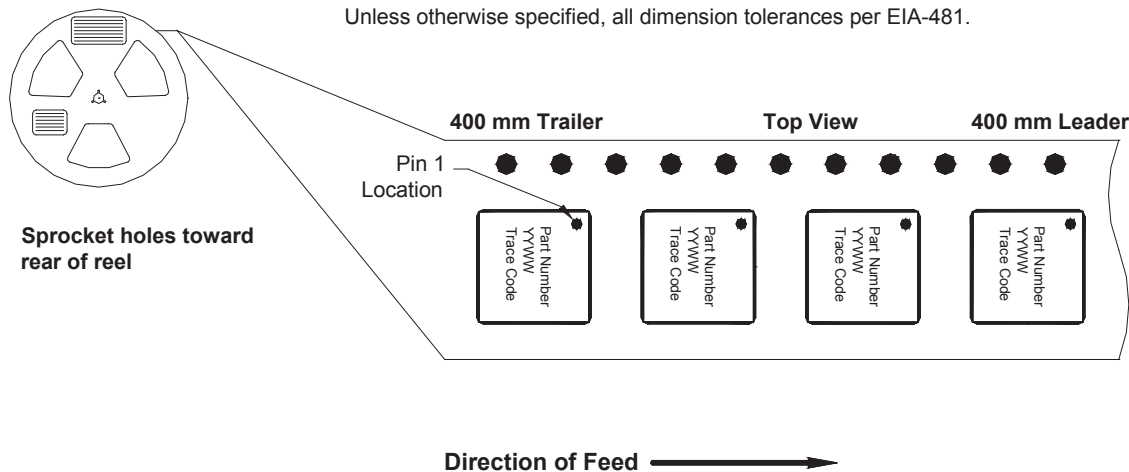 Unless otherwise specified, all dimension tolerances per EIA-481.
400 mm Trailer
Top View
400 mm Leader
Pin 1
Location
Sprocket holes toward
rear of reel
Part Number
YYWW
Trace Code
Part Number
YYWW
Trace Code
Part Number
YYWW
Trace Code
Part Number
YYWW
Trace Code
Direction of Feed